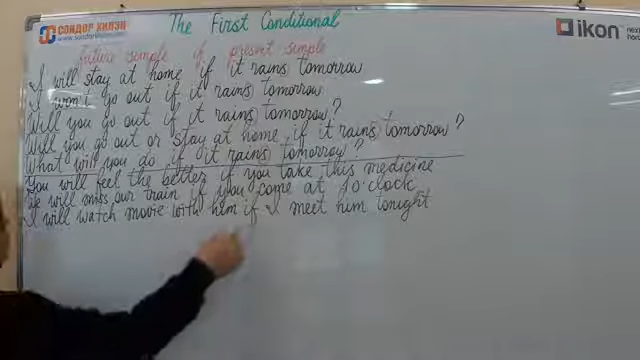 СОНДОР ХИЛЭН
The First Conditional
ikon
future simple if present simple
I will stay at home if it rains tomorrow
I won't go out if it rains tomorrow
Will you go out if it rains tomorrow?
Will you go out or stay at home if it rains tomorrow?
What will you do if it rains tomorrow?
You will feel the better if you take this medicine
We will miss our train if you come at 10 o'clock
I will watch movie with him if I meet him tonight